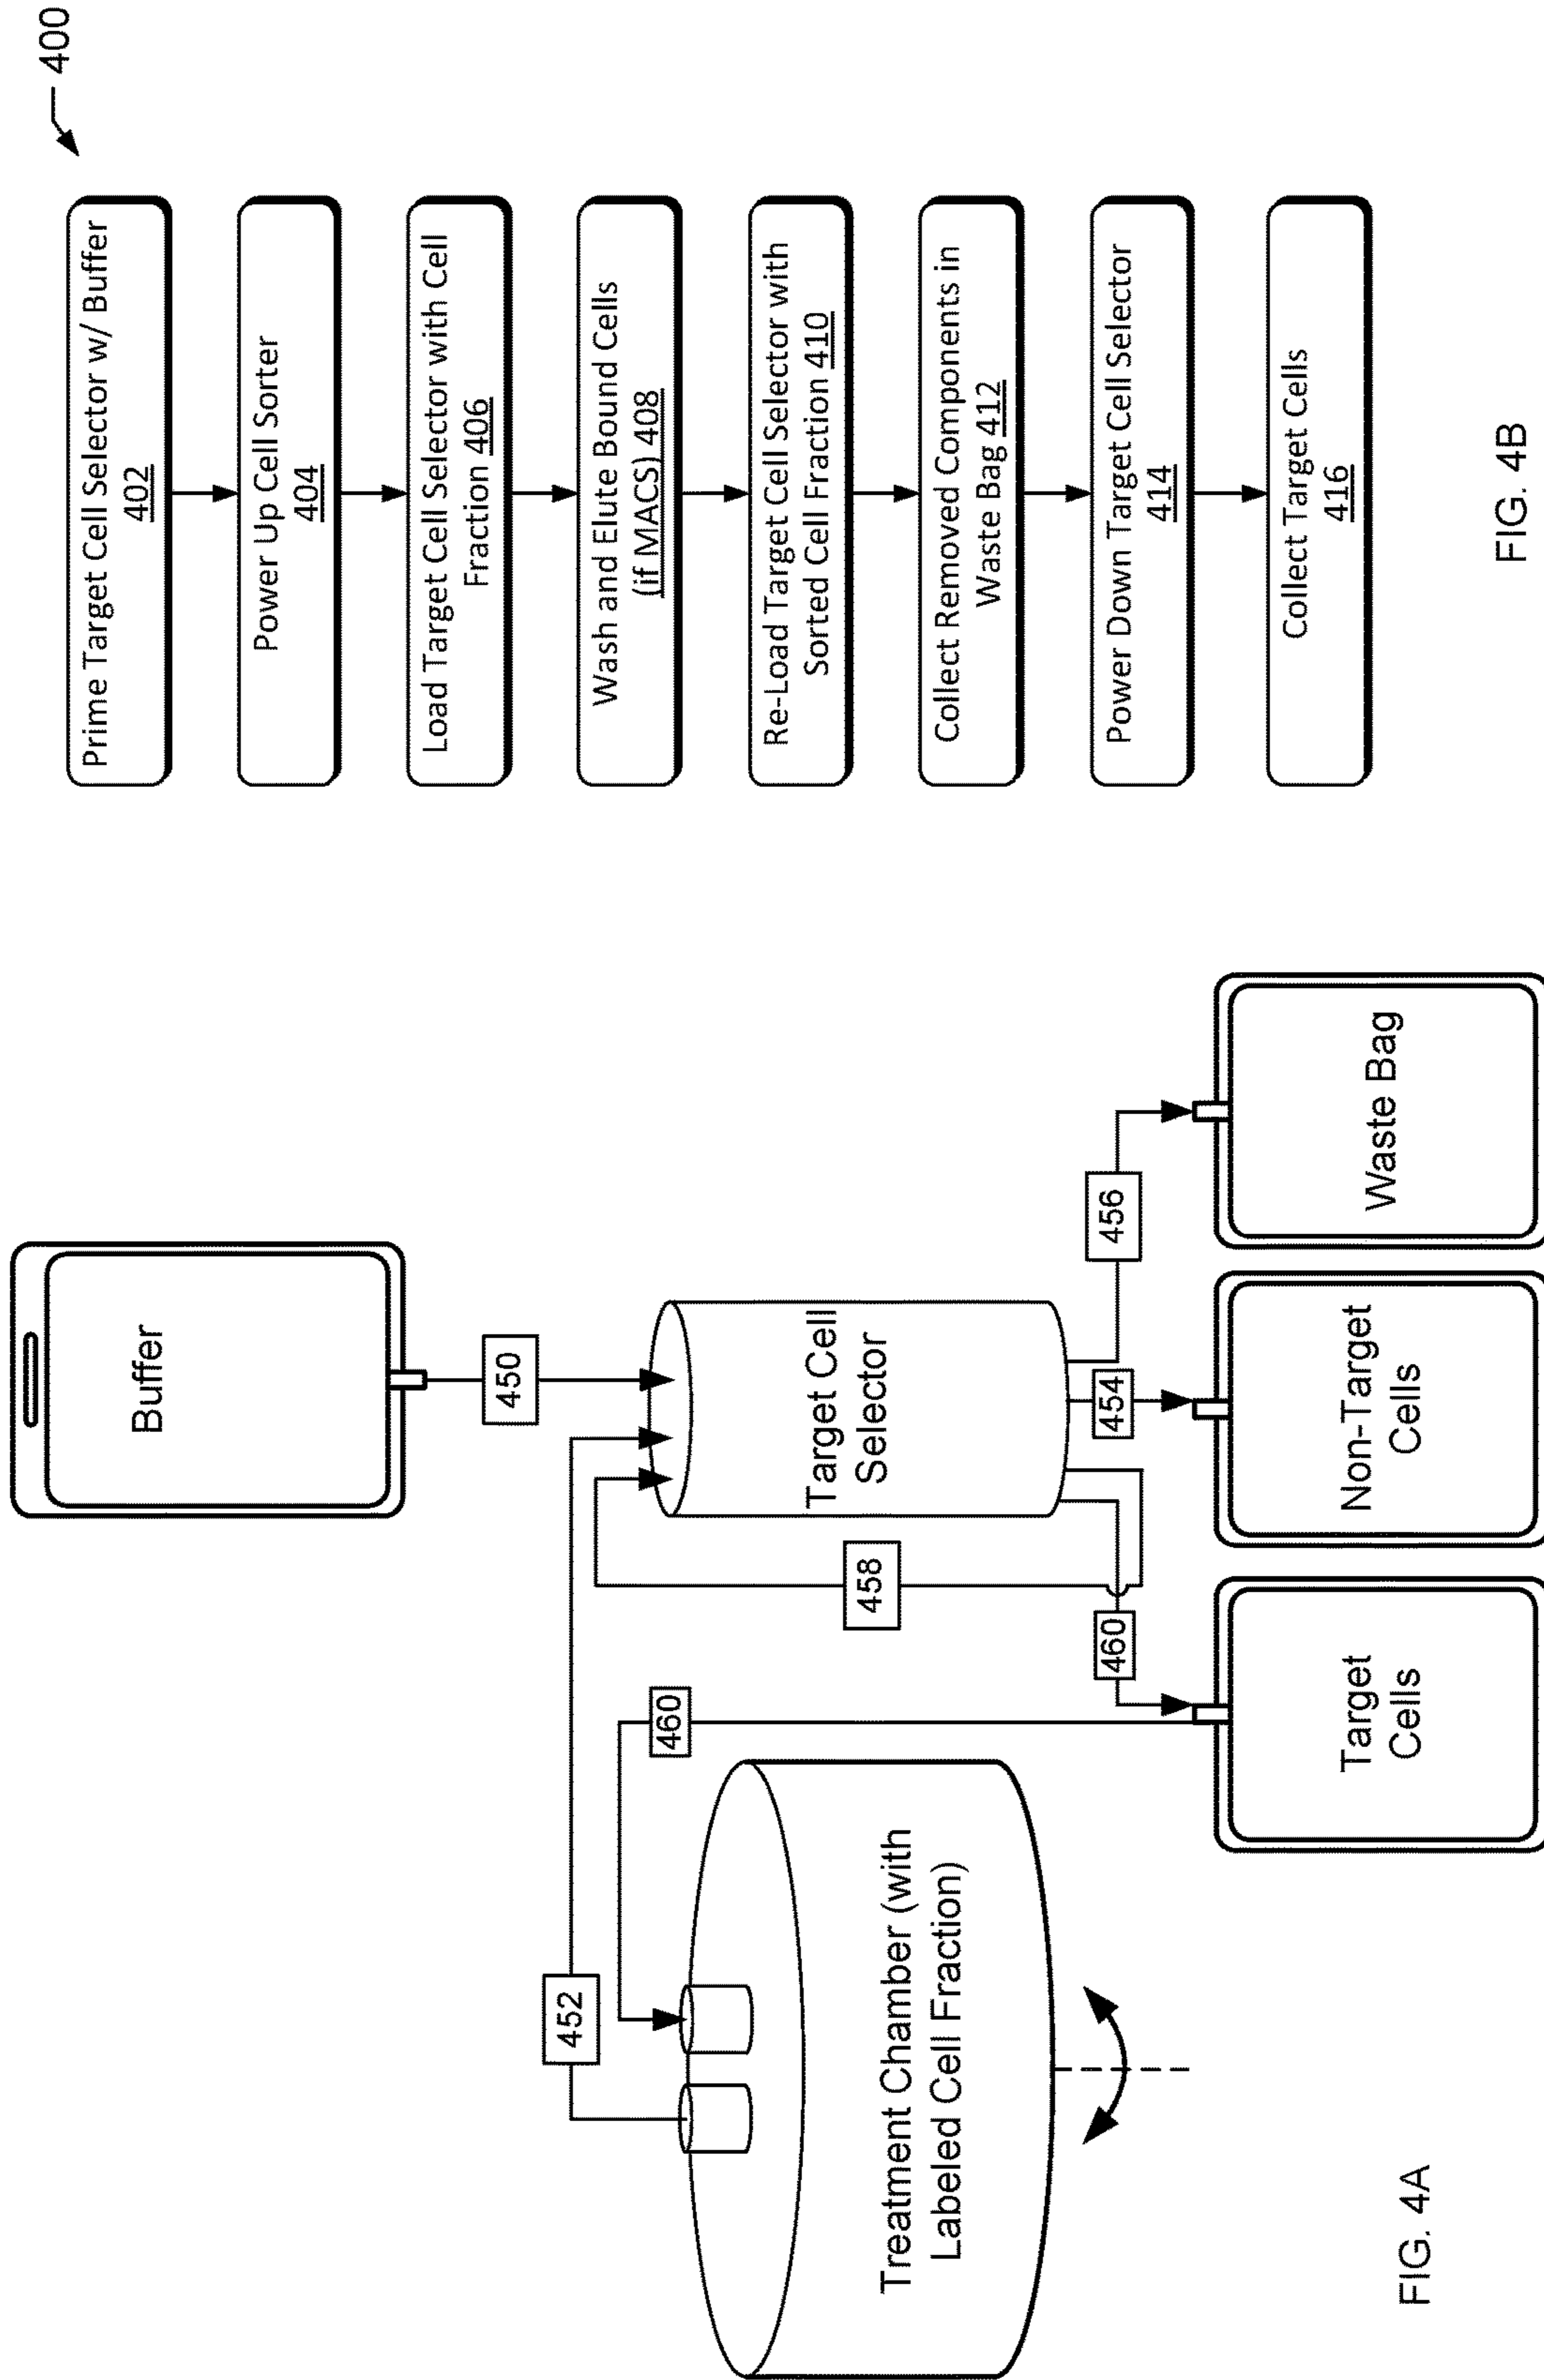 Buffer
450
452
460
458
Target Cell
Selector
Treatment Chamber (with
Labeled Cell Fraction)
460
454
456
Target
Cells
Non-Target
Cells
Waste Bag
FIG. 4A
400
Prime Target Cell Selector w/ Buffer
402
Power Up Cell Sorter
404
Load Target Cell Selector with Cell
Fraction 406
Wash and Elute Bound Cells
(if MACS) 408
Re-Load Target Cell Selector with
Sorted Cell Fraction 410
Collect Removed Components in
Waste Bag 412
Power Down Target Cell Selector
414
Collect Target Cells
416
FIG. 4B